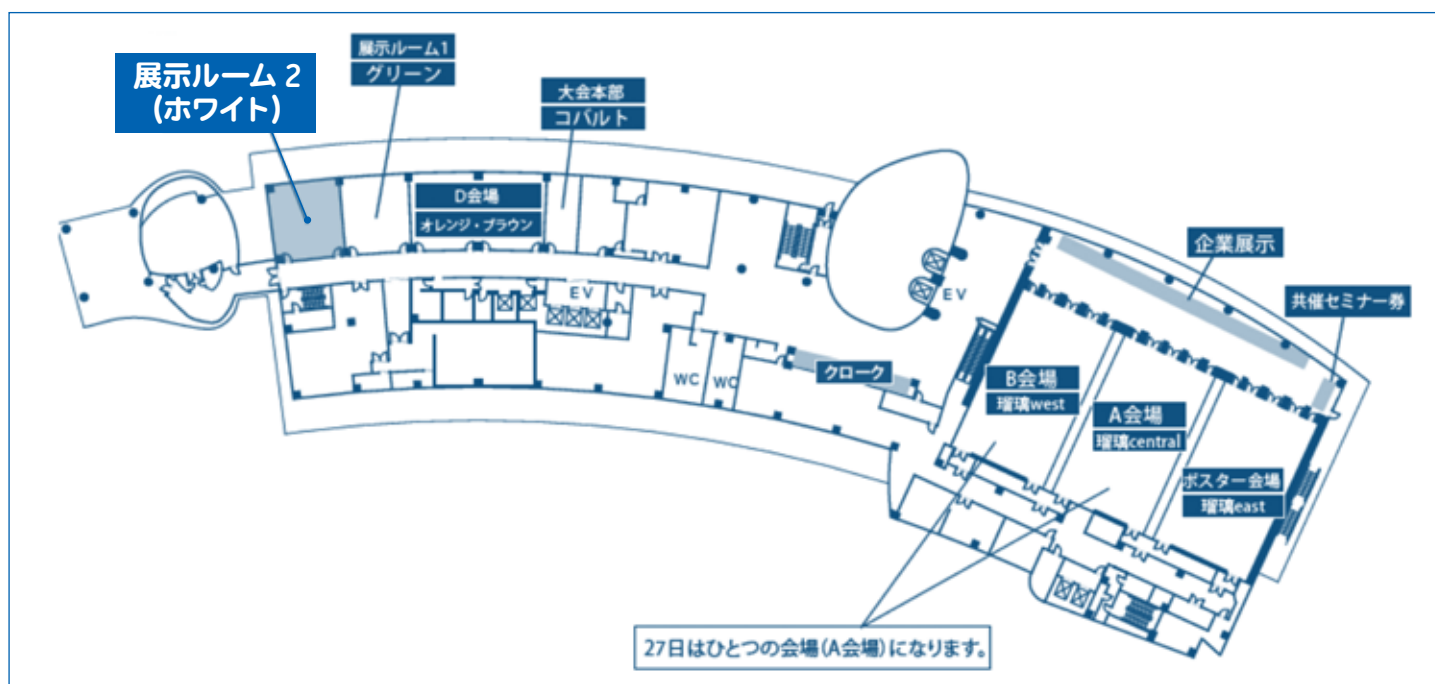 展示ルーム 2
(ホワイト)
展示ルーム1
グリーン
大会本部
コバルト
D会場
オレンジ・ブラウン
EV
EV
企業展示
共催セミナー券
クローク
WC
WC
B会場
瑠璃west
A会場
瑠璃central
ポスター会場
瑠璃east
27日はひとつの会場(A会場)になります。